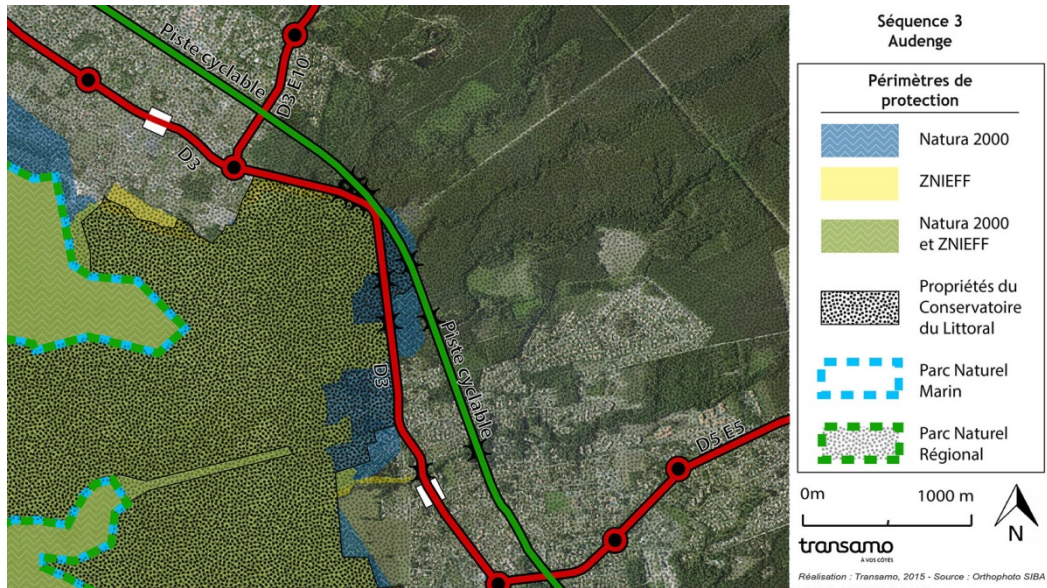 Piste cyclable
D3 E10
D3
Piste cyclable
D3
D5 E5
Séquence 3
Audenge
Périmètres de
protection
Natura 2000
ZNIEFF
Natura 2000
et ZNIEFF
Propriétés du
Conservatoire
du Littoral
Parc Naturel
Marin
Parc Naturel
Régional
0m 1000 m
N
transamo
À VOS CÔTÉS
Réalisation : Transamo, 2015 - Source : Orthophoto SIBA